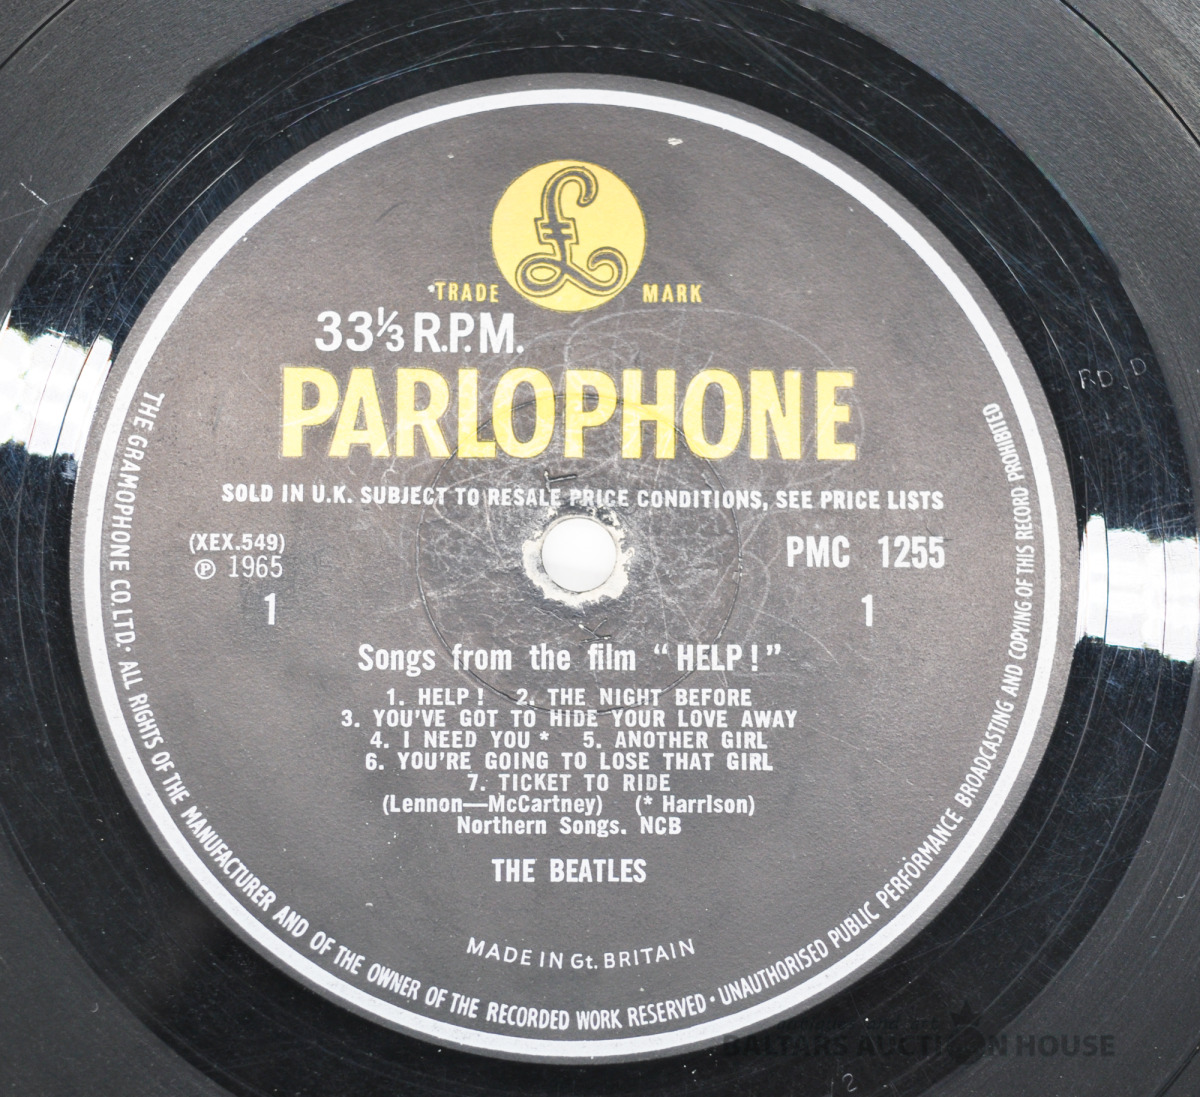 £
TRADE MARK
33⅓ R.P.M.
PARLOPHONE
SOLD IN U.K. SUBJECT TO RESALE PRICE CONDITIONS, SEE PRICE LISTS
(XEX.549)
℗ 1965
PMC 1255
1 1
Songs from the film “HELP!”
1. HELP! 2. THE NIGHT BEFORE
3. YOU'VE GOT TO HIDE YOUR LOVE AWAY
4. I NEED YOU * 5. ANOTHER GIRL
6. YOU'RE GOING TO LOSE THAT GIRL
7. TICKET TO RIDE
(Lennon—McCartney) (* Harrison)
Northern Songs. NCB
THE BEATLES
MADE IN Gt. BRITAIN
THE GRAMOPHONE CO. LTD. · ALL RIGHTS OF THE MANUFACTURER AND OF THE OWNER OF THE RECORDED WORK RESERVED · UNAUTHORISED PUBLIC PERFORMANCE BROADCASTING AND COPYING OF THIS RECORD PROHIBITED
RD D
2
BALTARS AUCTION HOUSE